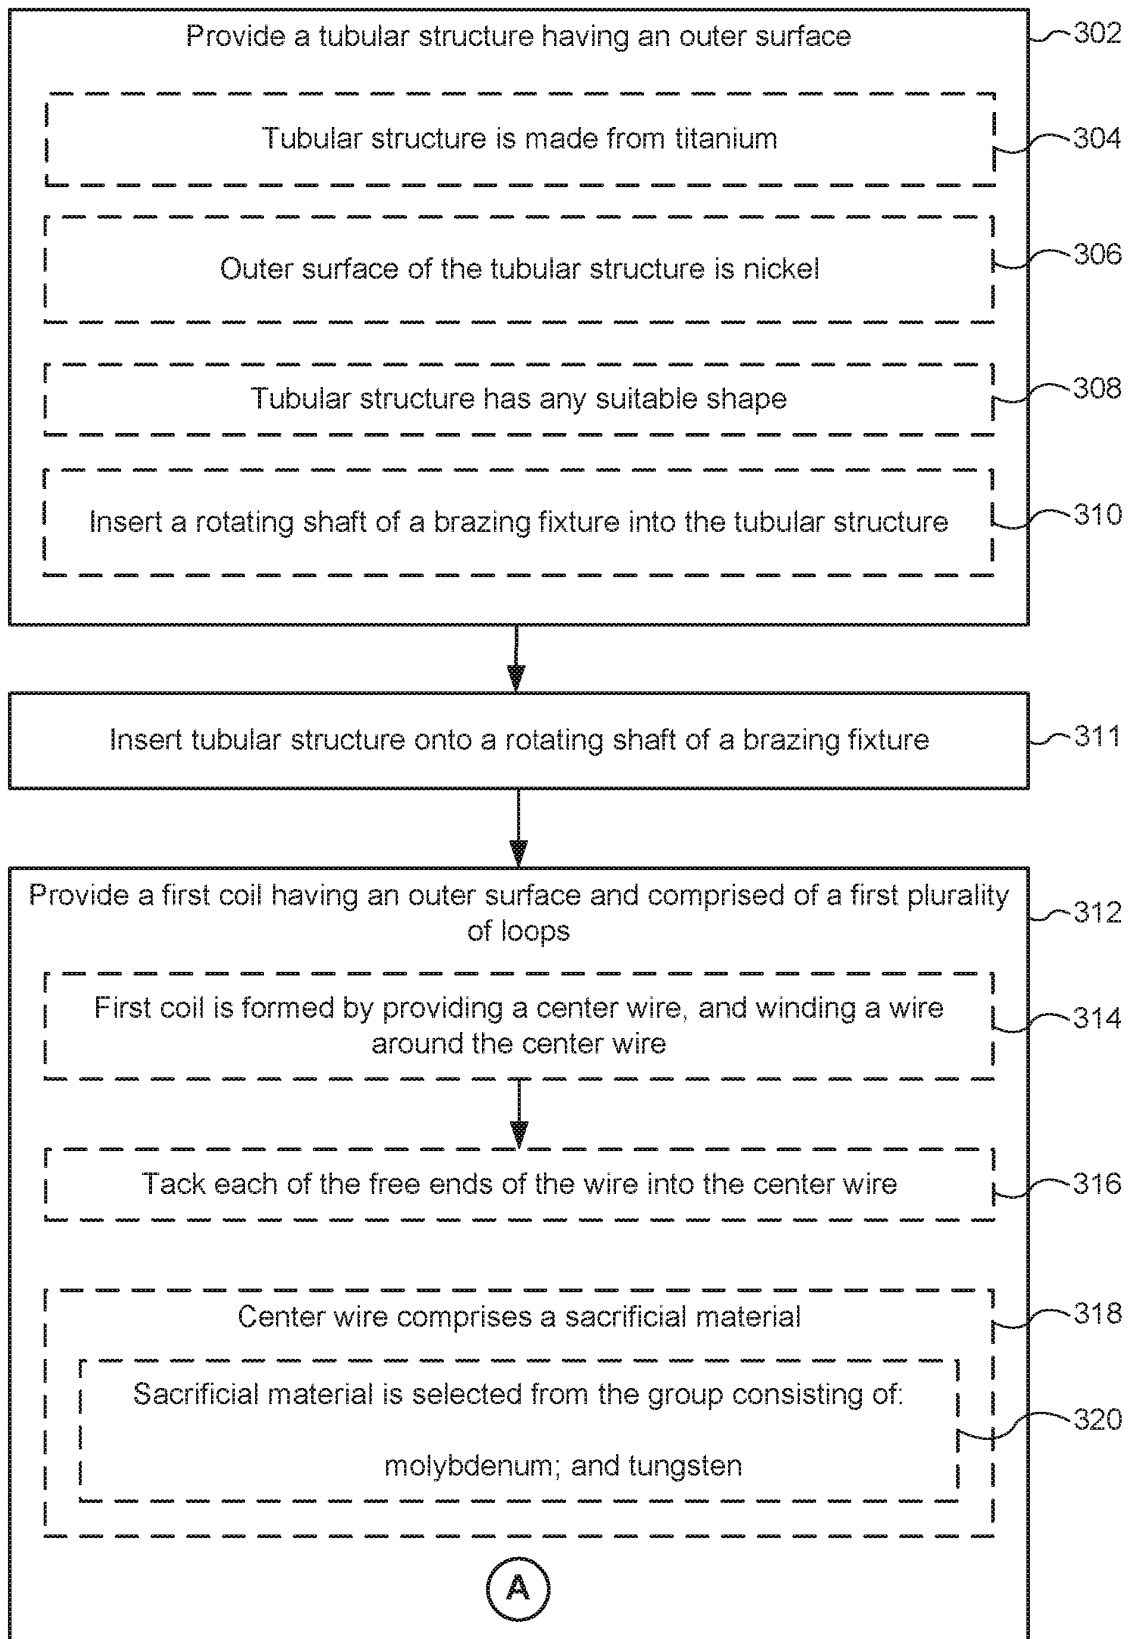 Provide a tubular structure having an outer surface
302
Tubular structure is made from titanium
304
Outer surface of the tubular structure is nickel
306
Tubular structure has any suitable shape
308
Insert a rotating shaft of a brazing fixture into the tubular structure
310
Insert tubular structure onto a rotating shaft of a brazing fixture
311
Provide a first coil having an outer surface and comprised of a first plurality
of loops
312
First coil is formed by providing a center wire, and winding a wire
around the center wire
314
Tack each of the free ends of the wire into the center wire
316
Center wire comprises a sacrificial material
318
Sacrificial material is selected from the group consisting of:
molybdenum; and tungsten
320
A